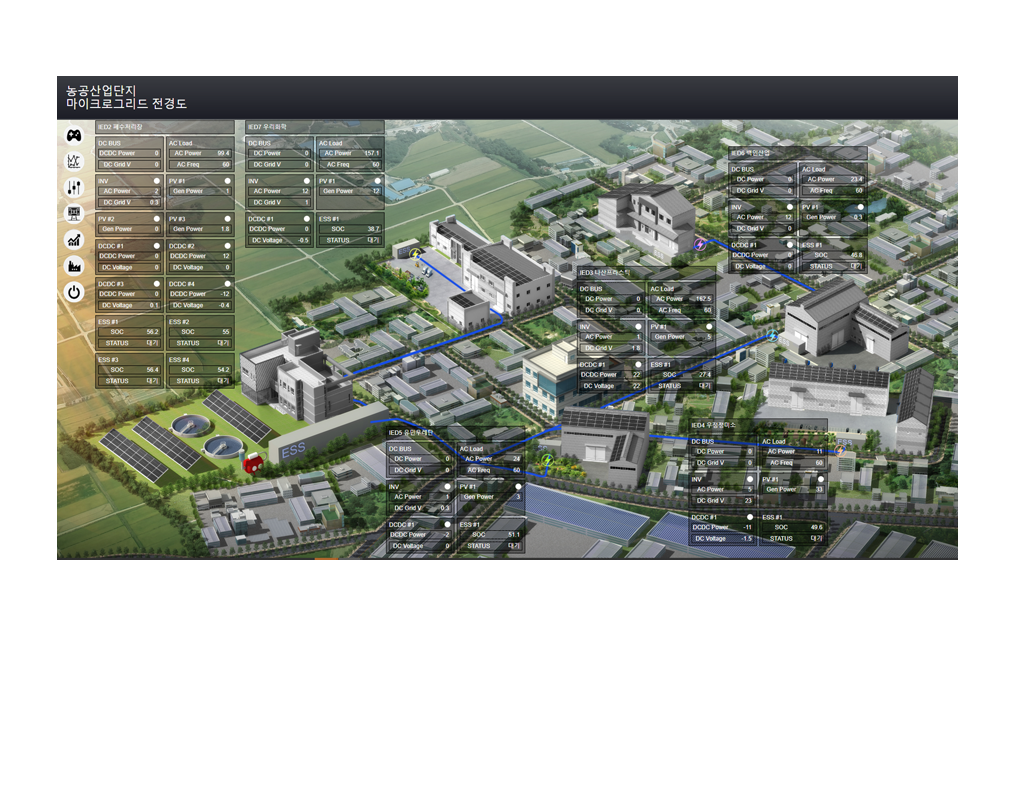 농공산업단지
마이크로그리드 전경도
IED2 폐수처리장
DC BUS
DCDC Power 0
DC Grid V 0
AC Load
AC Power 99.4
AC Freq 60
INV
AC Power 2
DC Grid V 0.3
PV #1
Gen Power 1
PV #2
Gen Power 0
PV #3
Gen Power 1.8
DCDC #1
DCDC Power 0
DC Voltage 0
DCDC #2
DCDC Power 12
DC Voltage 0
DCDC #3
DCDC Power 0
DC Voltage 0.1
DCDC #4
DCDC Power -12
DC Voltage -0.4
ESS #1
SOC 56.2
STATUS 대기
ESS #2
SOC 55
STATUS 대기
ESS #3
SOC 56.4
STATUS 대기
ESS #4
SOC 54.2
STATUS 대기
IED7 우리화학
DC BUS
DC Power 0
DC Grid V 0
AC Load
AC Power 157.1
AC Freq 60
INV
AC Power 12
DC Grid V 1
PV #1
Gen Power 12
DCDC #1
DCDC Power 0
DC Voltage -0.5
ESS #1
SOC 38.7
STATUS 대기
IED6 백민산업
DC BUS
DC Power 0
DC Grid V 0
AC Load
AC Power 23.4
AC Freq 60
INV
AC Power 12
DC Grid V 0
PV #1
Gen Power 0.3
DCDC #1
DCDC Power 0
DC Voltage 0
ESS #1
SOC 46.8
STATUS 대기
IED3
DC BUS
DC Power 0
DC Grid V 0
AC Load
AC Power -162.5
AC Freq 60
INV
AC Power 1
DC Grid V 1.8
PV #1
Gen Power 5
DCDC #1
DCDC Power 22
DC Voltage 22
ESS #1
SOC 27.4
STATUS 대기
IED5 유원우레탄
DC BUS
DC Power 0
DC Grid V 0
AC Load
AC Power 24
AC Freq 60
INV
AC Power 1
DC Grid V 0.3
PV #1
Gen Power 3
DCDC #1
DCDC Power -2
DC Voltage 0
ESS #1
SOC 51.1
STATUS 대기
IED4 우정정미소
DC BUS
DC Power 0
DC Grid V 0
AC Load
AC Power 11
AC Freq 60
INV
AC Power 5
DC Grid V 23
PV #1
Gen Power 33
DCDC #1
DCDC Power -11
DC Voltage -1.5
ESS #1
SOC 49.6
STATUS 대기
ESS
ESS